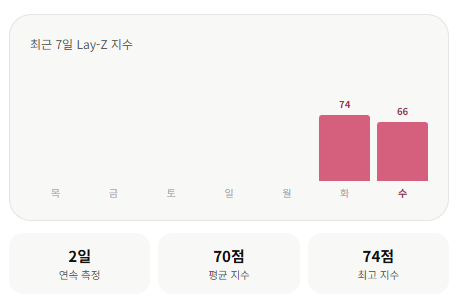 최근 7일 Lay-Z 지수
74
66
목 금 토 일 월 화 수
2일 70점 74점
연속 측정 평균 지수 최고 지수